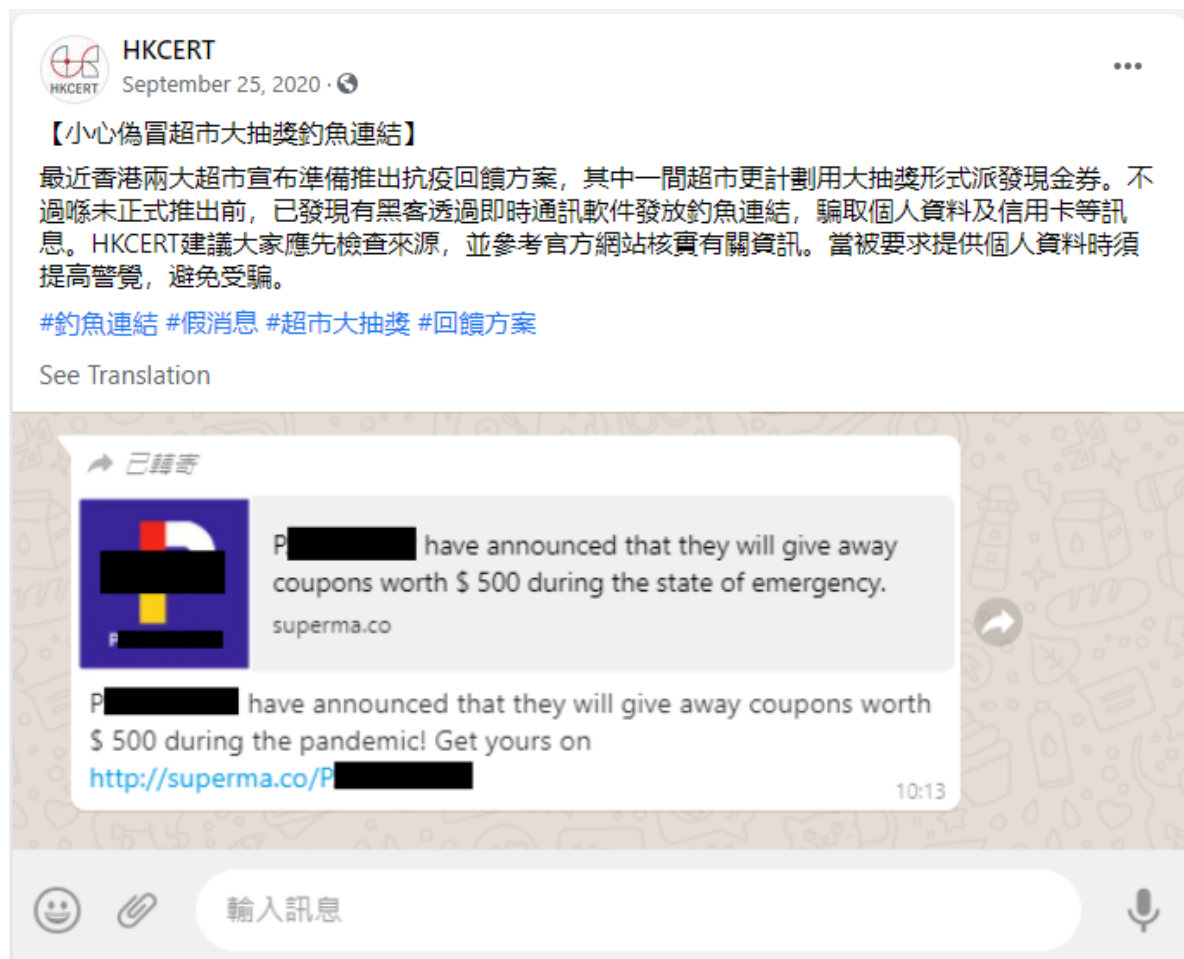 HKCERT
HKCERT
September 25, 2020 ·
【小心偽冒超市大抽獎釣魚連結】
最近香港兩大超市宣布準備推出抗疫回饋方案，其中一間超市更計劃用大抽獎形式派發現金券。不
過喺未正式推出前，已發現有黑客透過即時通訊軟件發放釣魚連結，騙取個人資料及信用卡等訊
息。HKCERT建議大家應先檢查來源，並參考官方網站核實有關資訊。當被要求提供個人資料時須
提高警覺，避免受騙。
#釣魚連結 #假消息 #超市大抽獎 #回饋方案
See Translation
已轉寄
P have announced that they will give away
coupons worth $ 500 during the state of emergency.
superma.co
P
P have announced that they will give away coupons worth
$ 500 during the pandemic! Get yours on
http://superma.co/P
10:13
輸入訊息